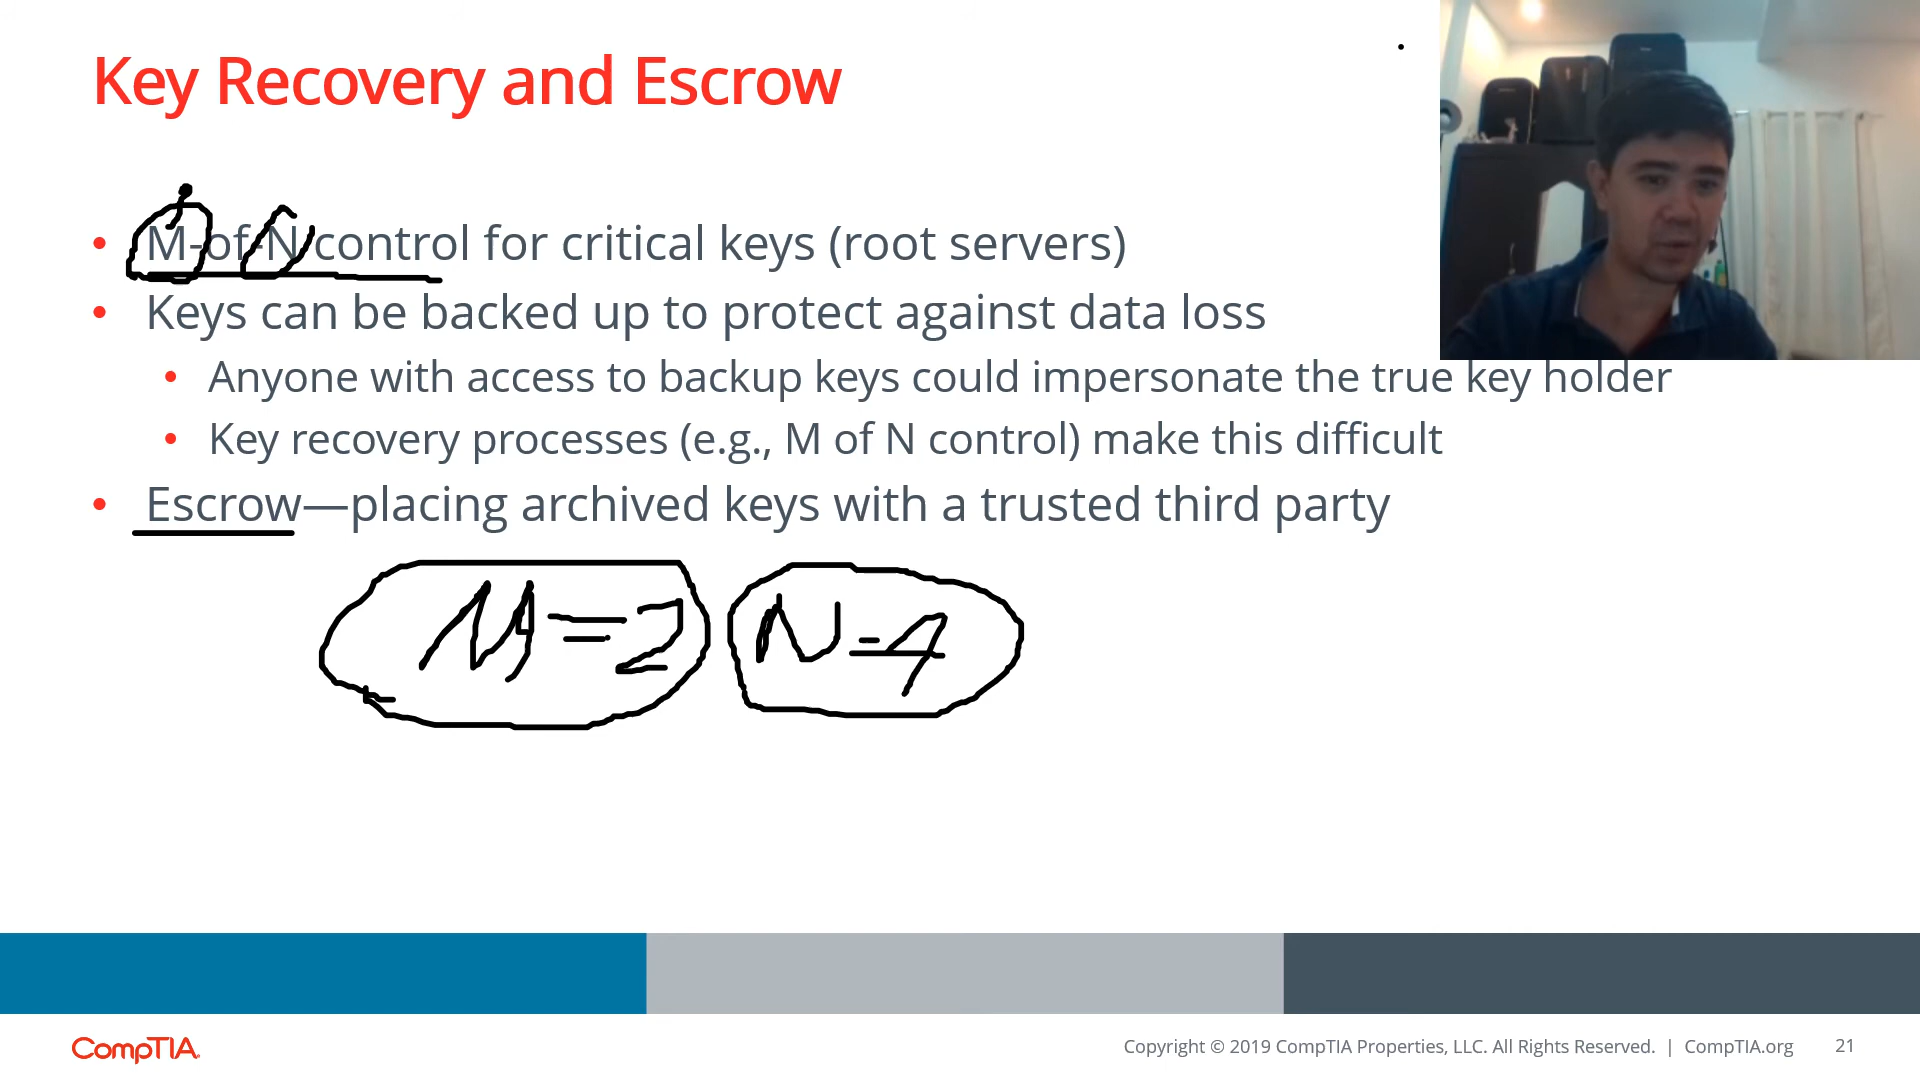 Key Recovery and Escrow
• M-of-N control for critical keys (root servers)
• Keys can be backed up to protect against data loss
• Anyone with access to backup keys could impersonate the true key holder
• Key recovery processes (e.g., M of N control) make this difficult
• Escrow—placing archived keys with a trusted third party
M=2 N=4
CompTIA. Copyright © 2019 CompTIA Properties, LLC. All Rights Reserved. | CompTIA.org 21